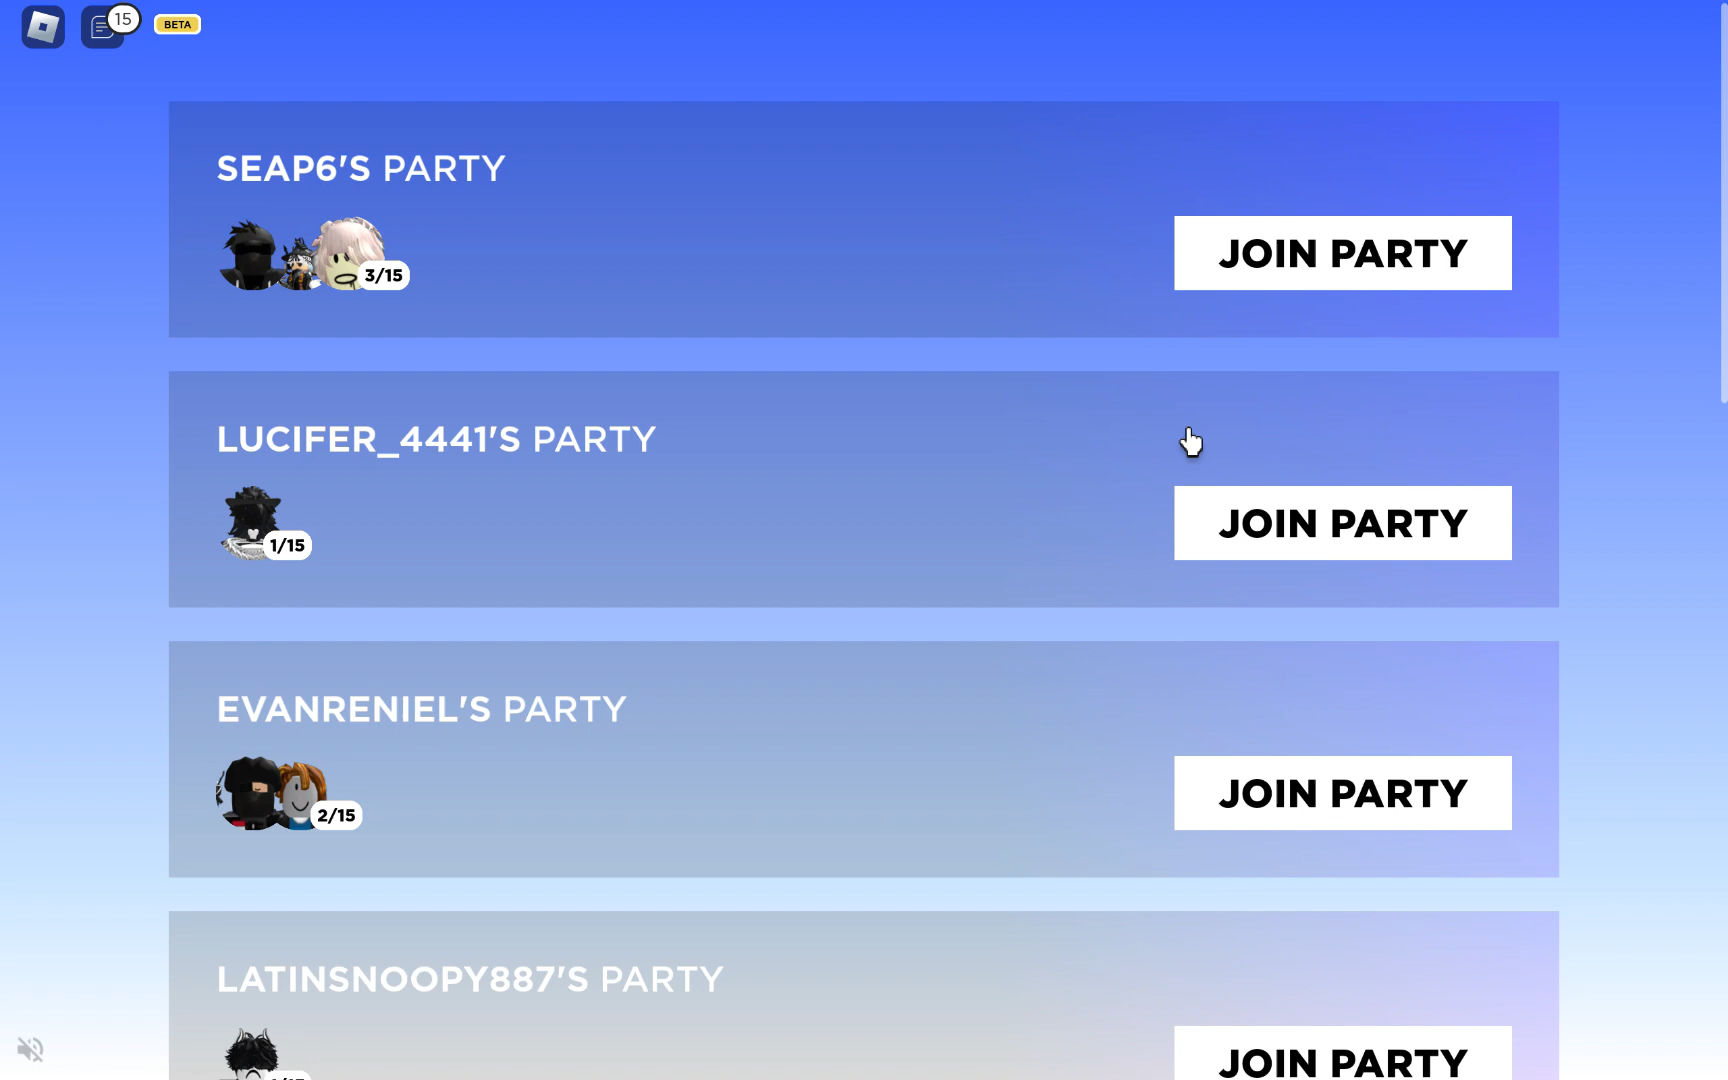 15
BETA
SEAP6'S PARTY
3/15
JOIN PARTY
LUCIFER_4441'S PARTY
1/15
JOIN PARTY
EVANRENIEL'S PARTY
2/15
JOIN PARTY
LATINSNOOPY887'S PARTY
JOIN PARTY